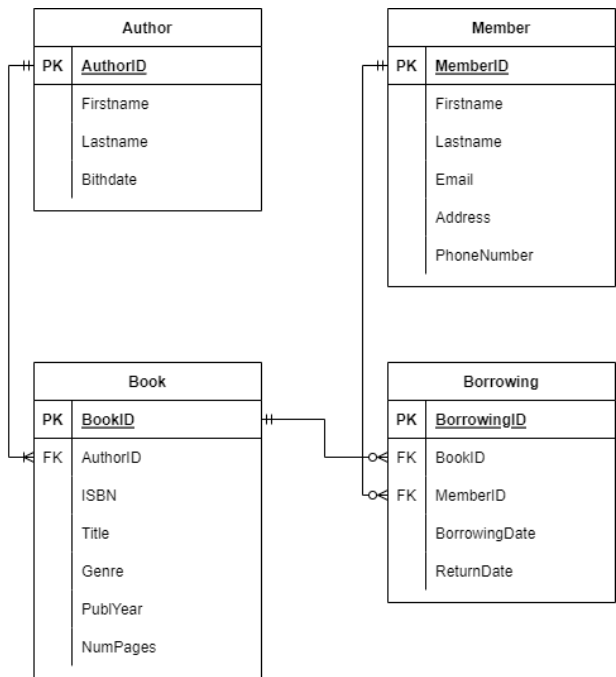 Author
PK AuthorID
Firstname
Lastname
Bithdate
Member
PK MemberID
Firstname
Lastname
Email
Address
PhoneNumber
Book
PK BookID
FK AuthorID
ISBN
Title
Genre
PublYear
NumPages
Borrowing
PK BorrowingID
FK BookID
FK MemberID
BorrowingDate
ReturnDate